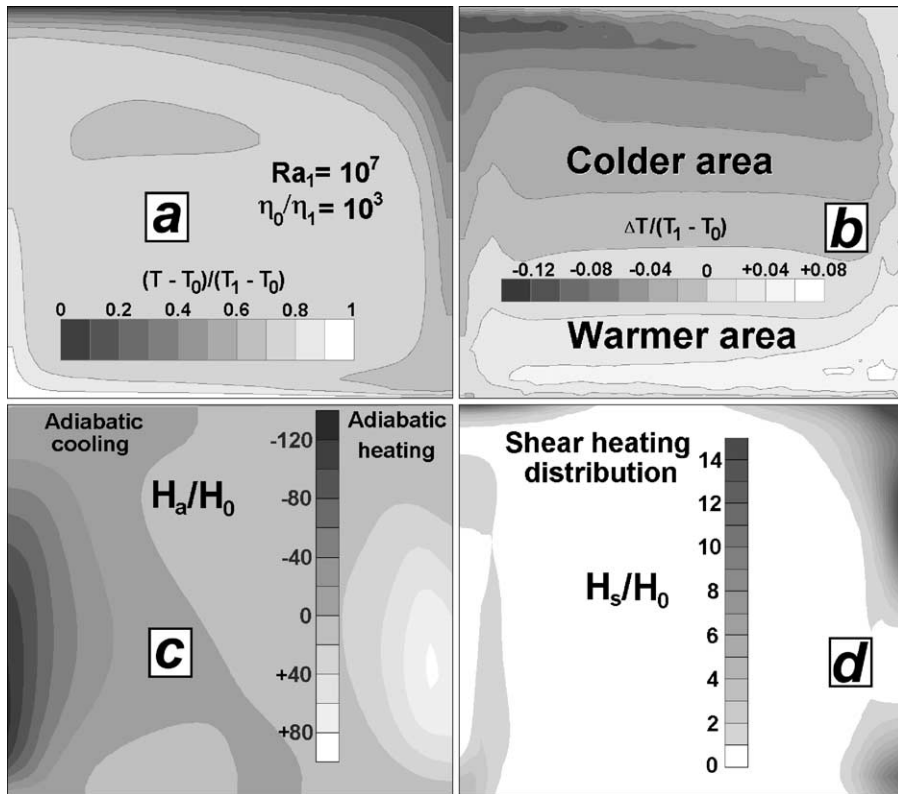 Ra₁= 10⁷
η₀/η₁= 10³
a
(T - T₀)/(T₁ - T₀)
0 0.2 0.4 0.6 0.8 1
Colder area
b
ΔT/(T₁ - T₀)
-0.12 -0.08 -0.04 0 +0.04 +0.08
Warmer area
Adiabatic
cooling
Adiabatic
heating
Hₐ/H₀
-120
-80
-40
0
+40
+80
c
Shear heating
distribution
Hₛ/H₀
14
12
10
8
6
4
2
0
d